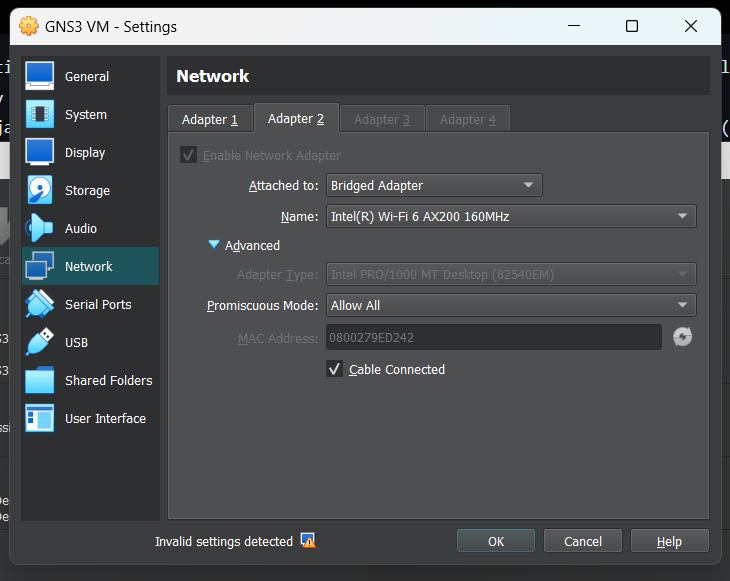 GNS3 VM - Settings
General
System
Display
Storage
Audio
Network
Serial Ports
USB
Shared Folders
User Interface
Network
Adapter 1
Adapter 2
Adapter 3
Adapter 4
Enable Network Adapter
Attached to: Bridged Adapter
Name: Intel(R) Wi-Fi 6 AX200 160MHz
Advanced
Adapter Type: Intel PRO/1000 MT Desktop (82540EM)
Promiscuous Mode: Allow All
MAC Address: 0800279ED242
Cable Connected
Invalid settings detected
OK
Cancel
Help